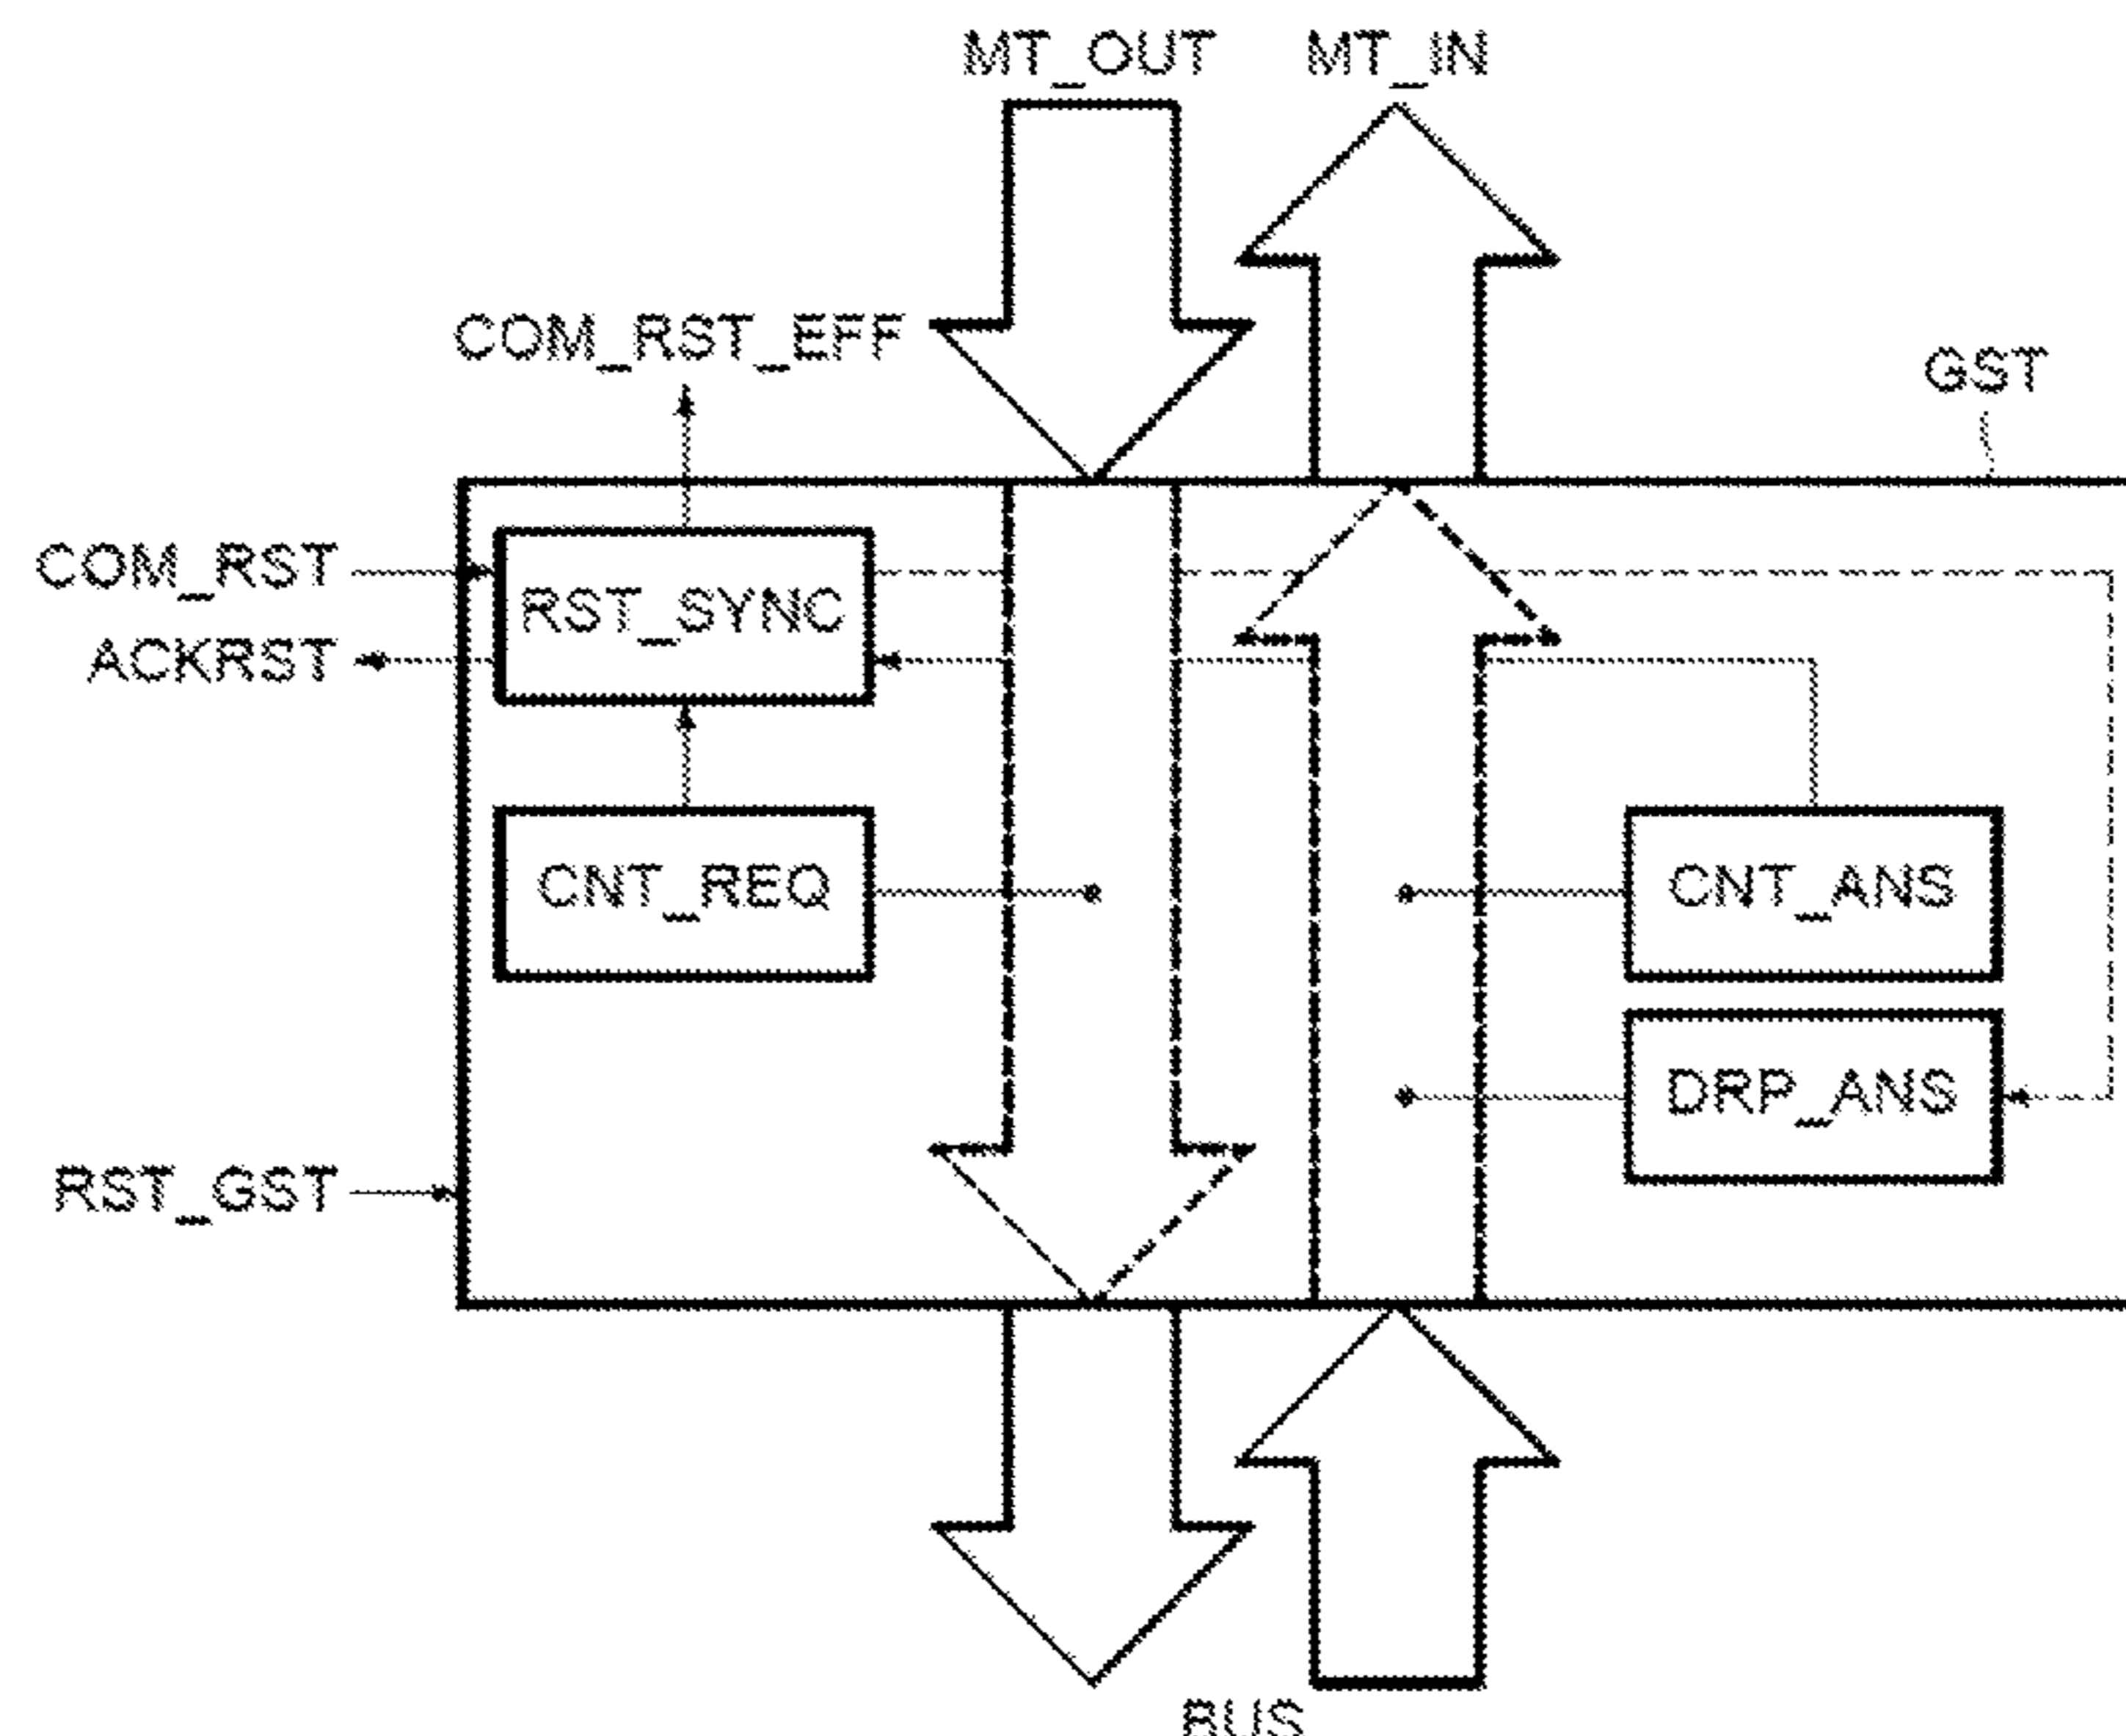 MT_OUT MT_IN
COM_RST_EFF
GST
COM_RST
RST_SYNC
ACKRST
CNT_REQ
CNT_ANS
DRP_ANS
RST_GST
BUS